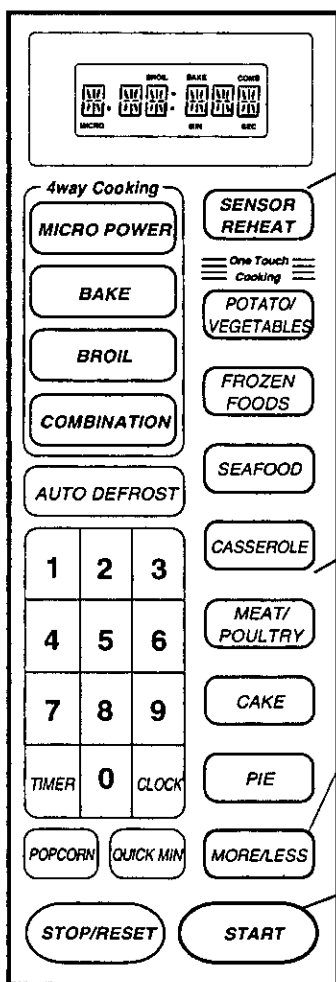 BROIL BAKE COMB
MICRO MIN SEC
4way Cooking
MICRO POWER
BAKE
BROIL
COMBINATION
AUTO DEFROST
1 2 3
4 5 6
7 8 9
TIMER 0 CLOCK
POPCORN QUICK MIN
STOP/RESET
SENSOR
REHEAT
One Touch
Cooking
POTATO/
VEGETABLES
FROZEN
FOODS
SEAFOOD
CASSEROLE
MEAT/
POULTRY
CAKE
PIE
MORE/LESS
START